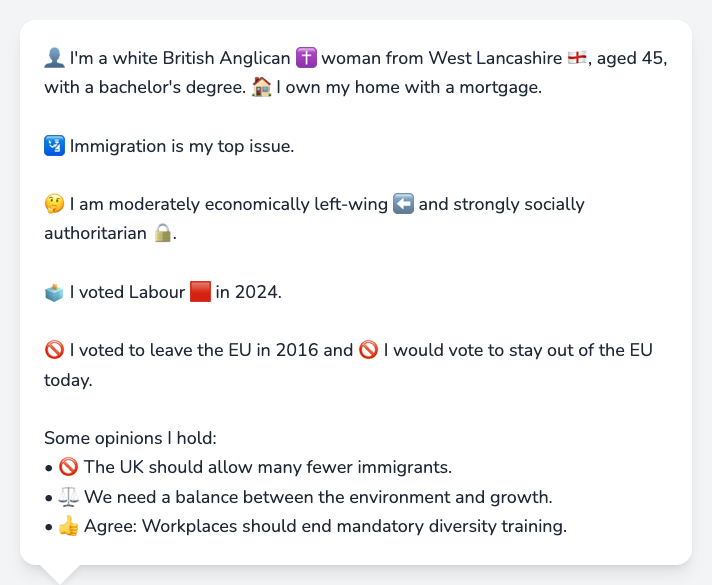 👤 I'm a white British Anglican ✝️ woman from West Lancashire 🏴󠁧󠁢󠁥󠁮󠁧󠁿, aged 45,
with a bachelor's degree. 🏠 I own my home with a mortgage.
🛂 Immigration is my top issue.
🤔 I am moderately economically left-wing ⬅️ and strongly socially
authoritarian 🔒.
🗳️ I voted Labour 🟥 in 2024.
🚫 I voted to leave the EU in 2016 and 🚫 I would vote to stay out of the EU
today.
Some opinions I hold:
• 🚫 The UK should allow many fewer immigrants.
• ⚖️ We need a balance between the environment and growth.
• 👍 Agree: Workplaces should end mandatory diversity training.